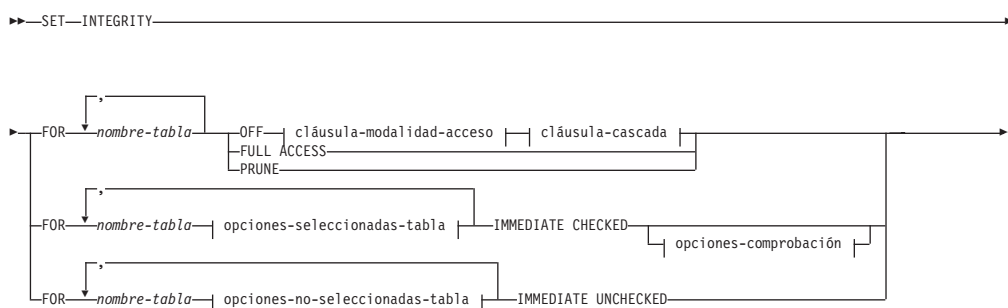 SET INTEGRITY
,
FOR nombre-tabla OFF cláusula-modalidad-acceso cláusula-cascada
FULL ACCESS
PRUNE
,
FOR nombre-tabla opciones-seleccionadas-tabla IMMEDIATE CHECKED
opciones-comprobación
,
FOR nombre-tabla opciones-no-seleccionadas-tabla IMMEDIATE UNCHECKED